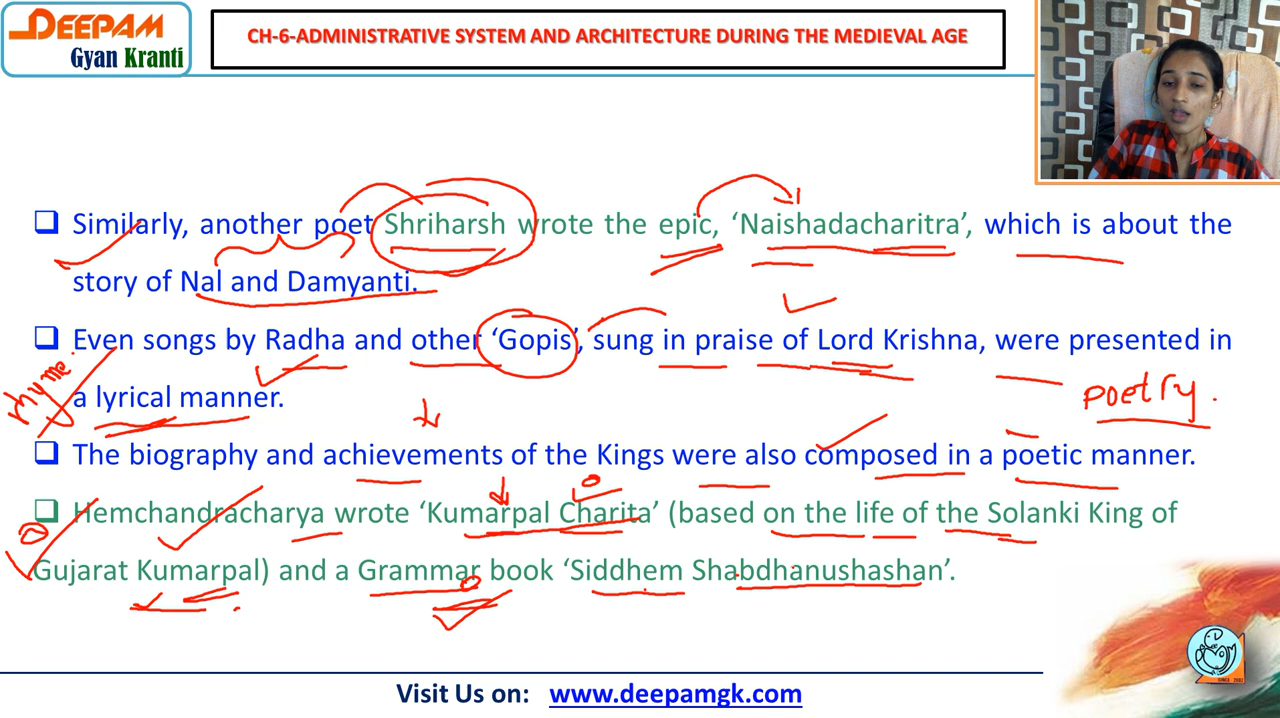 DEEPAM
Gyan Kranti
CH-6-ADMINISTRATIVE SYSTEM AND ARCHITECTURE DURING THE MEDIEVAL AGE
Similarly, another poet Shriharsh wrote the epic, ‘Naishadacharitra’, which is about the
story of Nal and Damyanti.
Even songs by Radha and other ‘Gopis’, sung in praise of Lord Krishna, were presented in
a lyrical manner.
rhyme.
poetry.
The biography and achievements of the Kings were also composed in a poetic manner.
Hemchandracharya wrote ‘Kumarpal Charita’ (based on the life of the Solanki King of
Gujarat Kumarpal) and a Grammar book ‘Siddhem Shabdhanushashan’.
SINCE 2002
Visit Us on: www.deepamgk.com